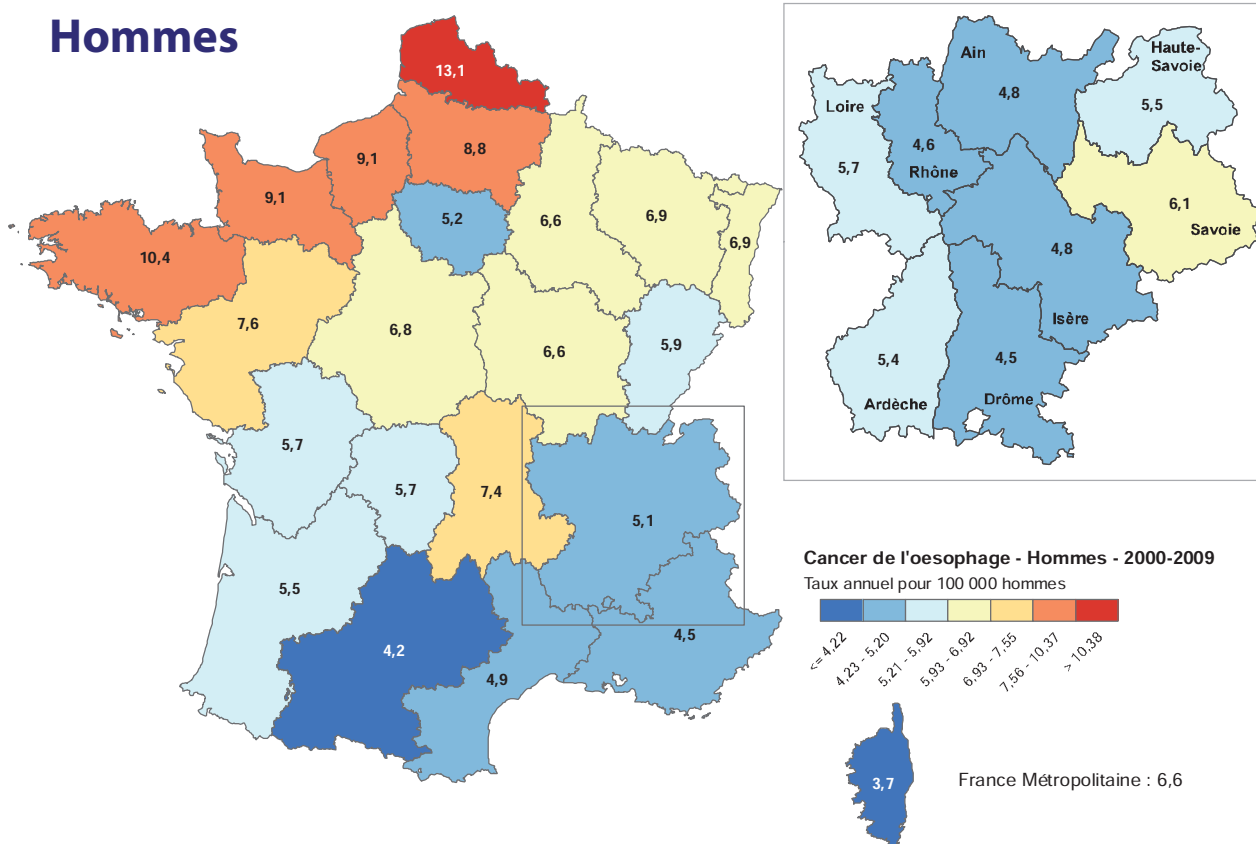 Hommes
13,1
9,1
8,8
9,1
5,2
6,6
6,9
6,9
10,4
7,6
6,8
6,6
5,9
5,7
5,7
7,4
5,1
5,5
4,2
4,9
4,5
Ain
4,8
Haute-
Savoie
5,5
Loire
5,7
4,6
Rhône
6,1
Savoie
4,8
Isère
5,4
Ardèche
4,5
Drôme
Cancer de l'oesophage - Hommes - 2000-2009
Taux annuel pour 100 000 hommes
<= 4,22
4,23 - 5,20
5,21 - 5,92
5,93 - 6,92
6,93 - 7,55
7,56 - 10,37
> 10,38
3,7
France Métropolitaine : 6,6